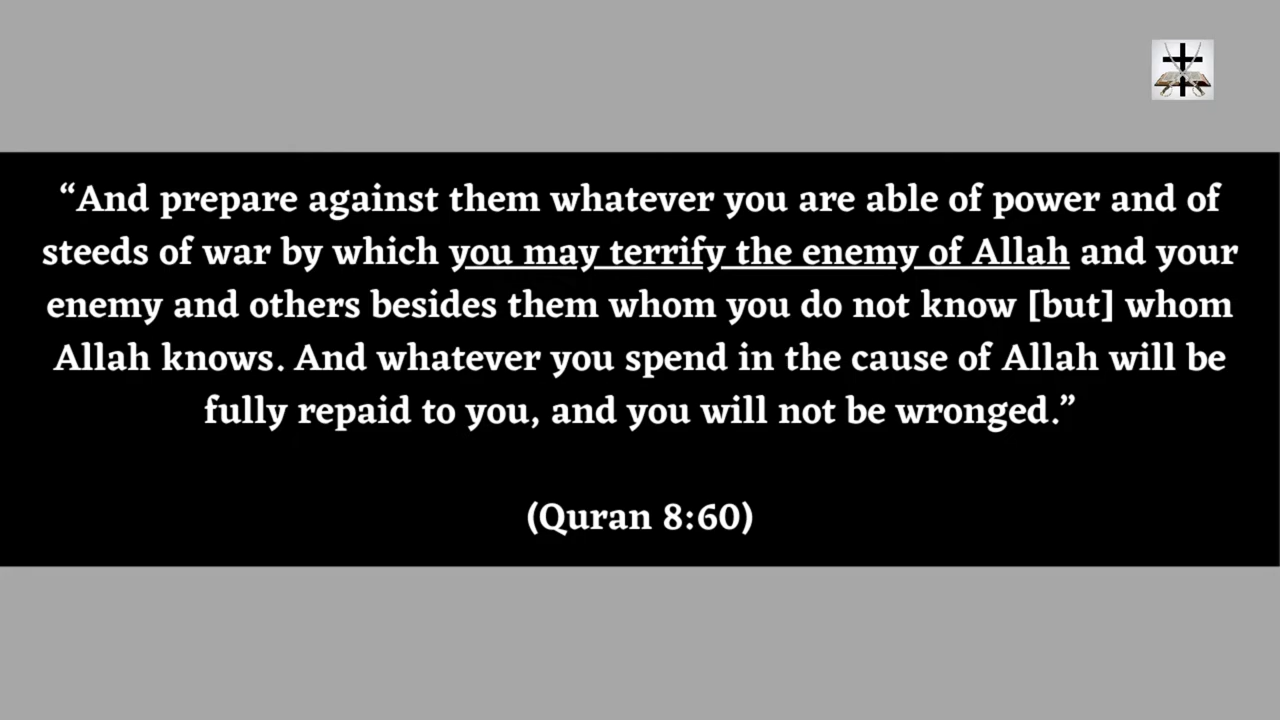 “And prepare against them whatever you are able of power and of
steeds of war by which you may terrify the enemy of Allah and your
enemy and others besides them whom you do not know [but] whom
Allah knows. And whatever you spend in the cause of Allah will be
fully repaid to you, and you will not be wronged.”
(Quran 8:60)